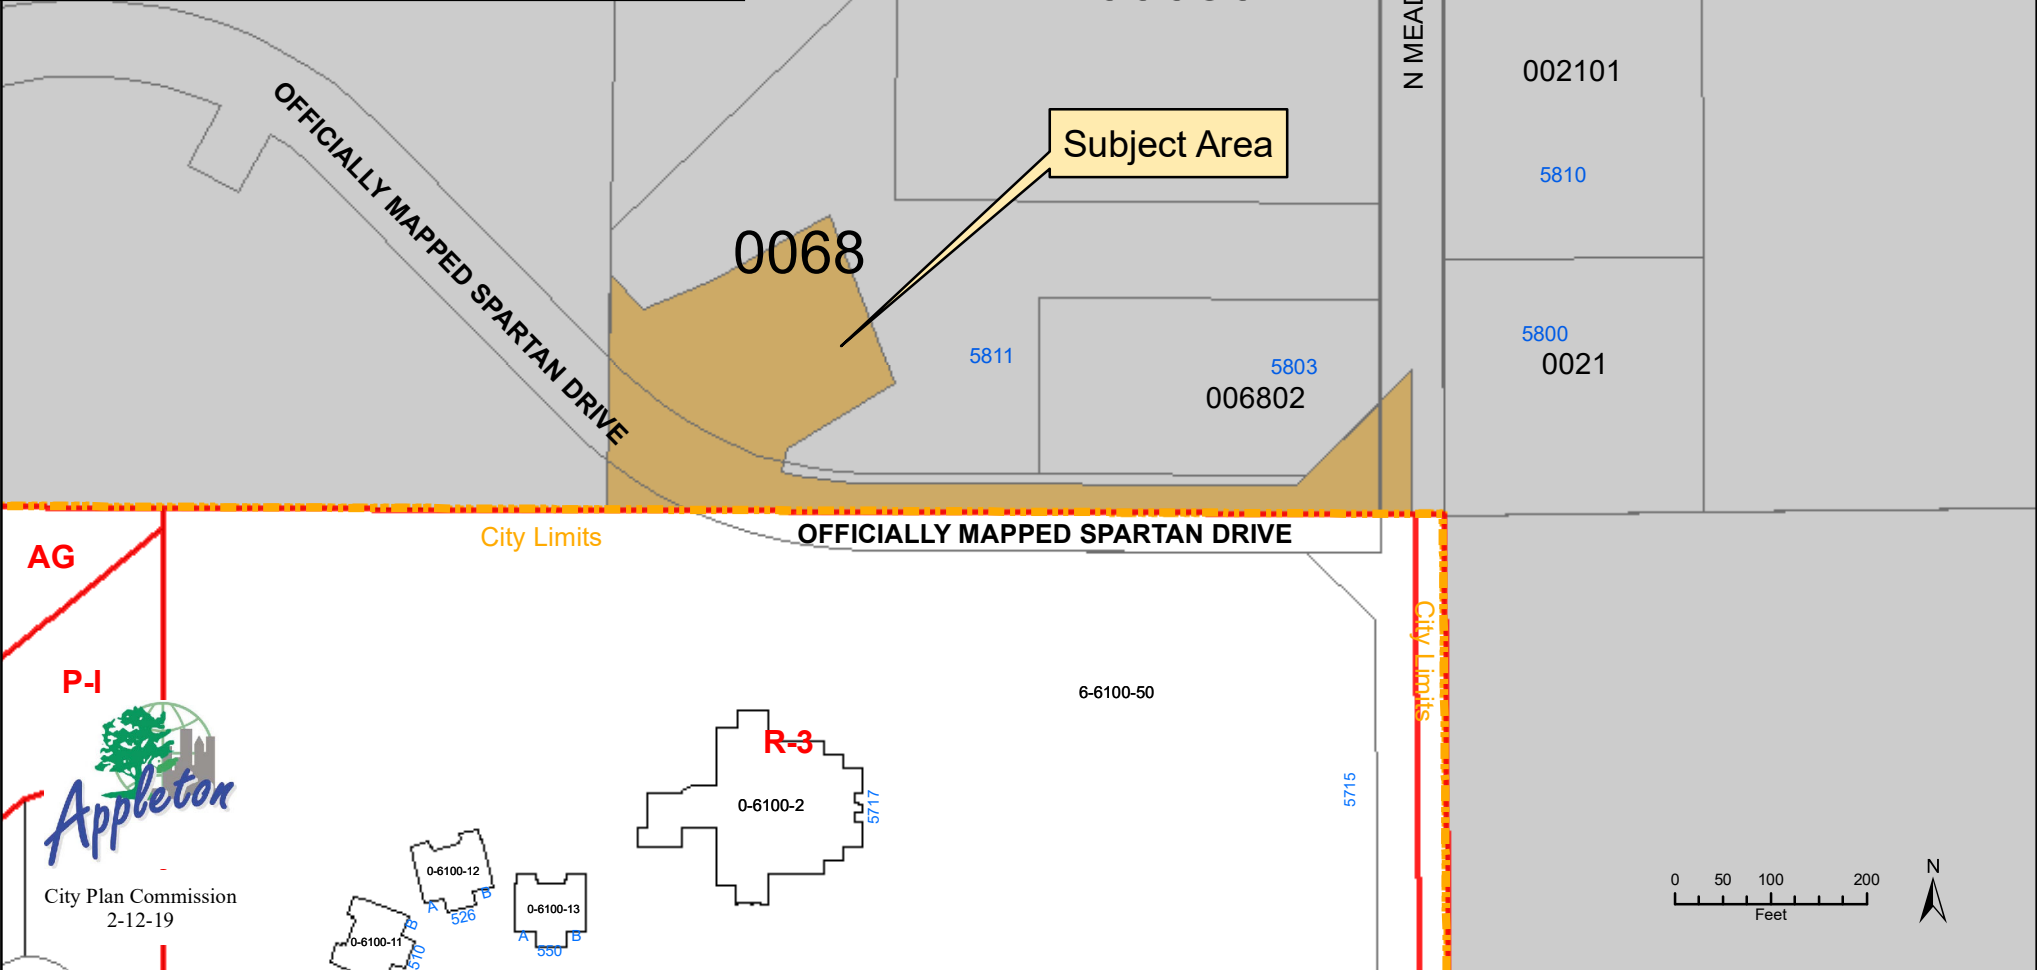 N MEAD
002101
OFFICIALLY MAPPED SPARTAN DRIVE
Subject Area
5810
0068
5811
5803
006802
5800
0021
City Limits
OFFICIALLY MAPPED SPARTAN DRIVE
AG
City Limits
P-I
6-6100-50
R-3
0-6100-2
5717
5715
Appleton
City Plan Commission
2-12-19
0-6100-12
A
B
526
0-6100-13
A
B
550
0-6100-11
B
510
0 50 100 200
Feet
N